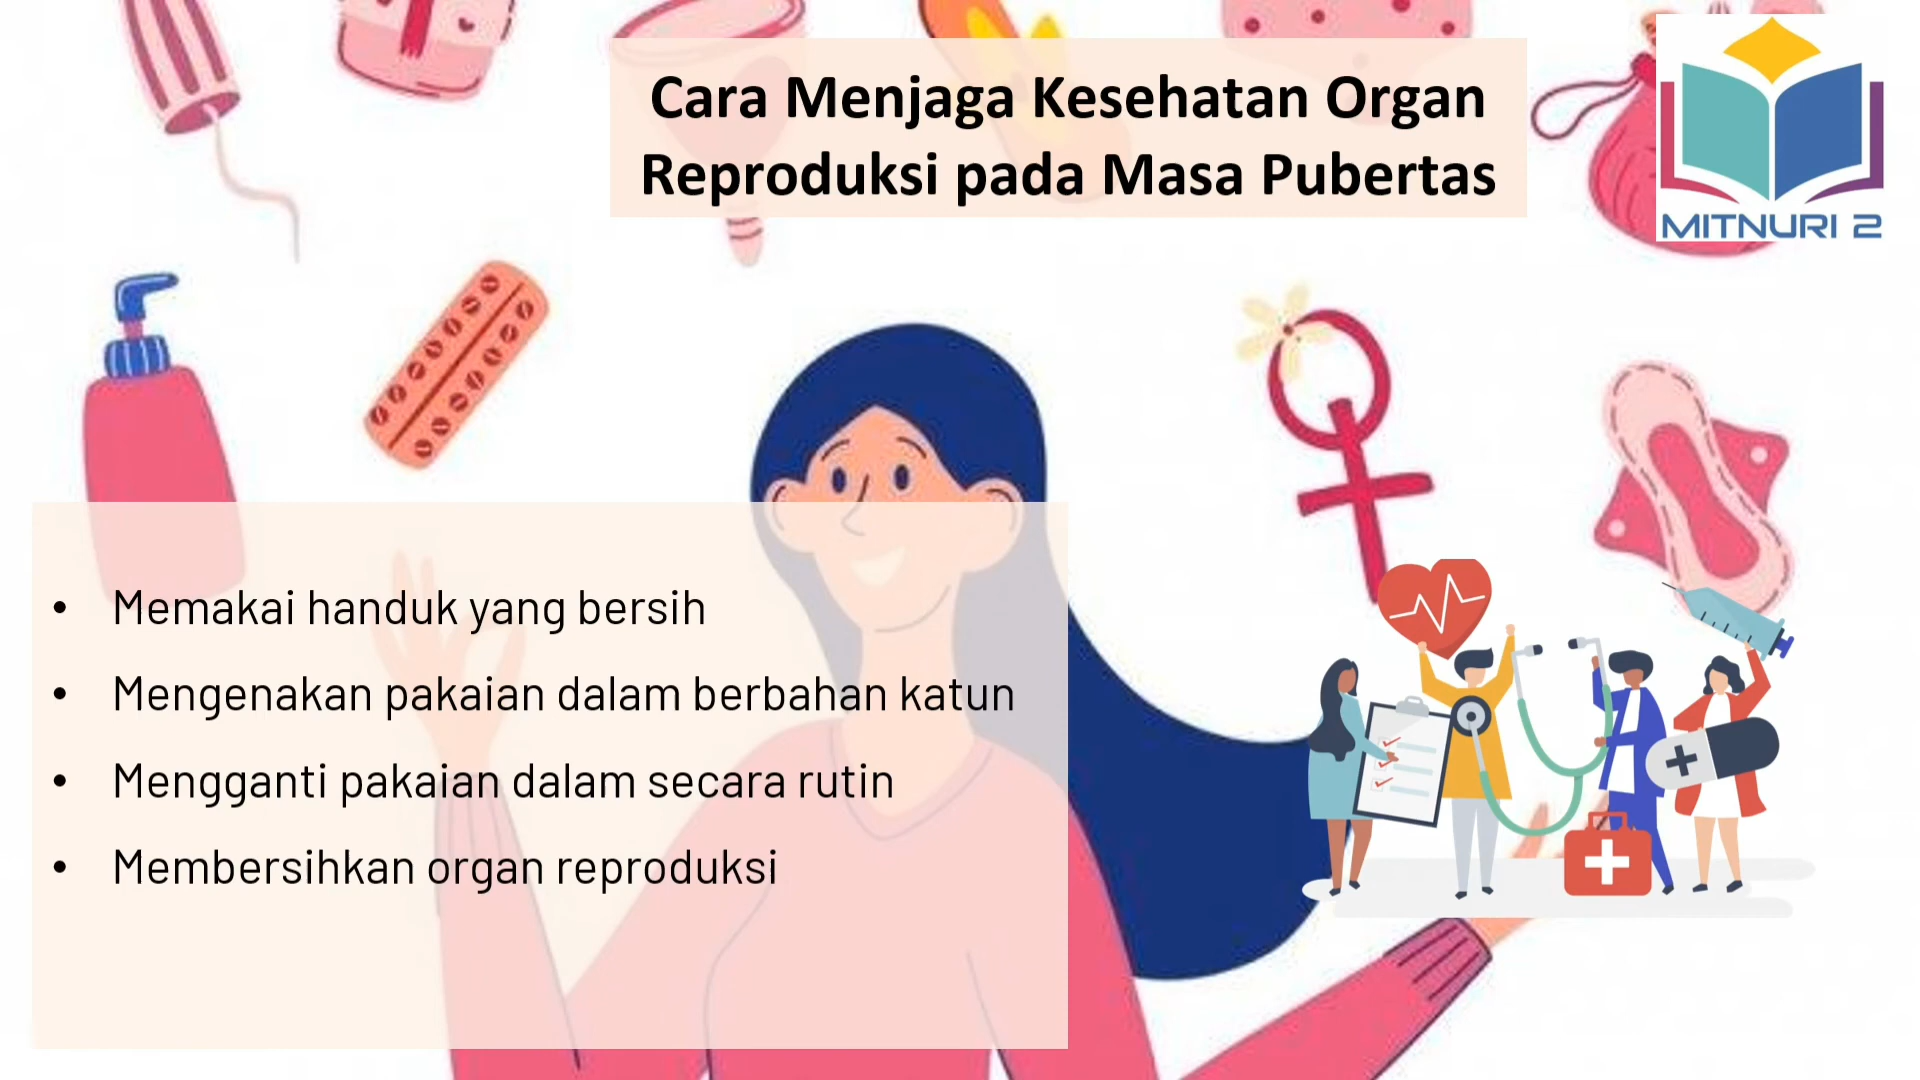 Cara Menjaga Kesehatan Organ
Reproduksi pada Masa Pubertas
MITNURI 2
• Memakai handuk yang bersih
• Mengenakan pakaian dalam berbahan katun
• Mengganti pakaian dalam secara rutin
• Membersihkan organ reproduksi